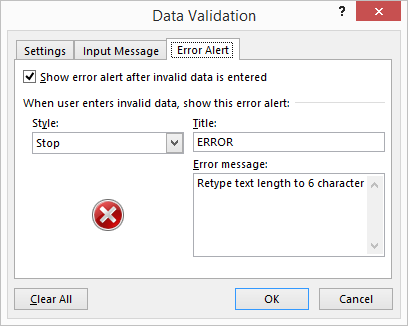 Data Validation
?
Settings Input Message Error Alert
Show error alert after invalid data is entered
When user enters invalid data, show this error alert:
Style: Title:
Stop ERROR
Error message:
Retype text length to 6 character
Clear All OK Cancel